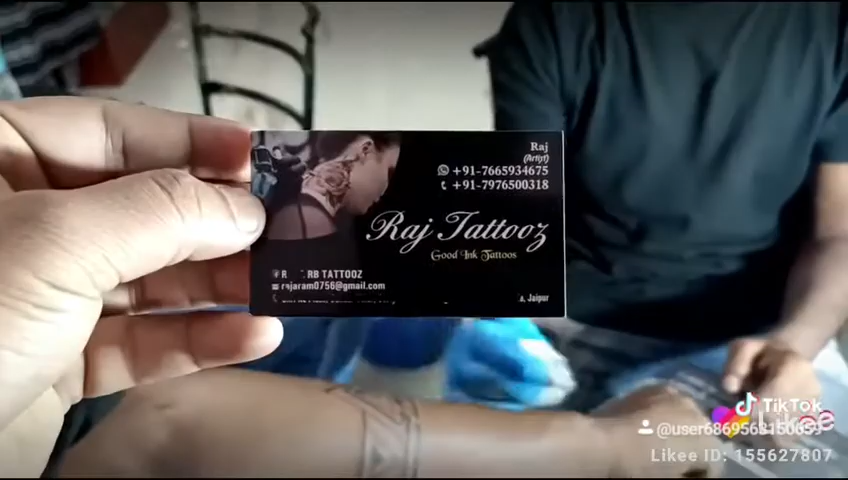 Raj
(Artist)
+91-7665934675
+91-7976500318
Raj Tattooz
Good Ink Tattoos
RB TATTOOZ
rajaram0756@gmail.com
Jaipur
TikTok
Likee
Likee ID: 155627807